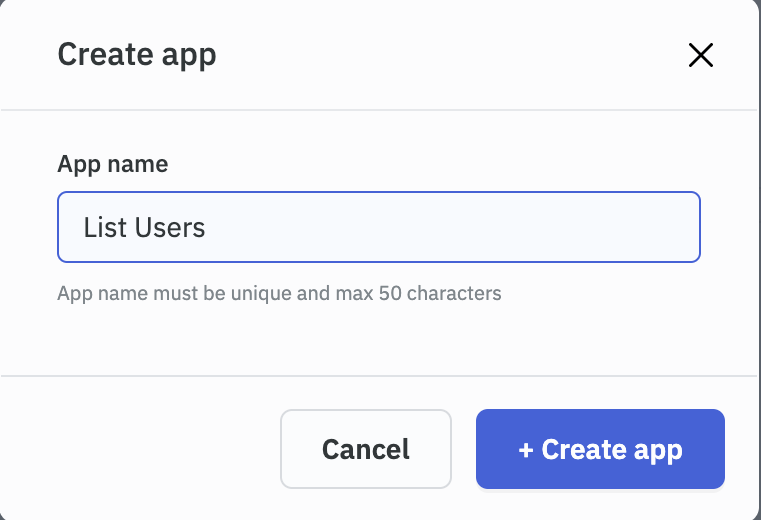 Create app
App name
List Users
App name must be unique and max 50 characters
Cancel
+ Create app